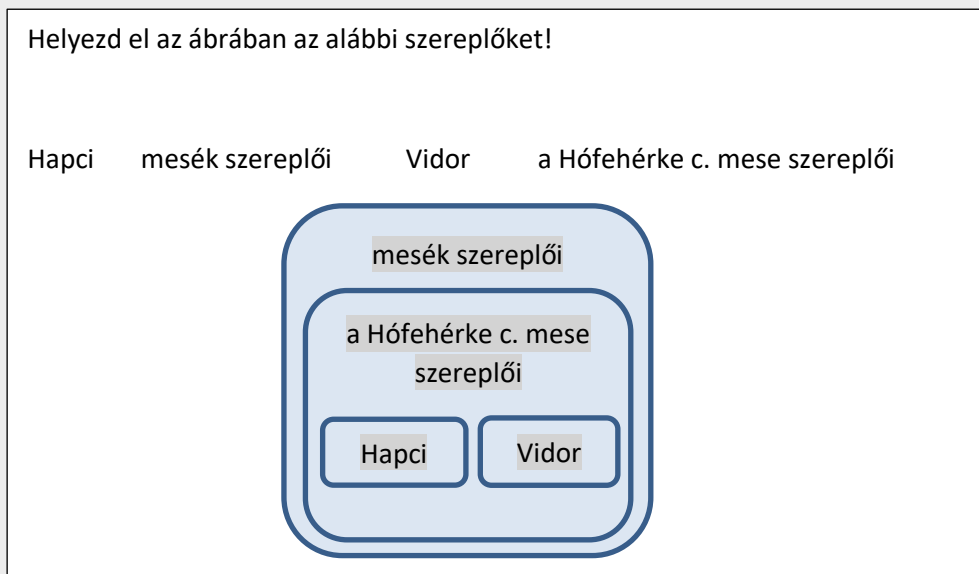 Helyezd el az ábrában az alábbi szereplőket!
Hapci mesék szereplői Vidor a Hófehérke c. mese szereplői
mesék szereplői
a Hófehérke c. mese
szereplői
Hapci Vidor